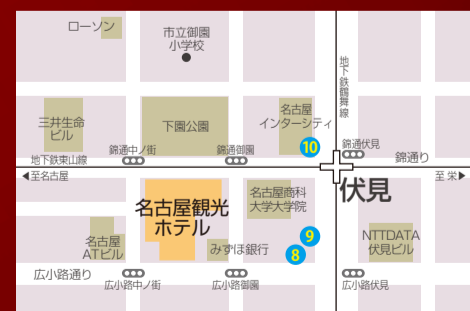 ローソン
市立御園
小学校
地下鉄鶴舞線
三井生命
ビル
下園公園
名古屋
インターシティ
錦通中ノ街
錦通御園
10
錦通伏見
地下鉄東山線
錦通り
◀至名古屋
至 栄▶
伏見
名古屋観光
ホテル
名古屋商科
大学大学院
名古屋
ATビル
みずほ銀行
9
8
NTTDATA
伏見ビル
広小路通り
広小路中ノ街
広小路御園
広小路伏見